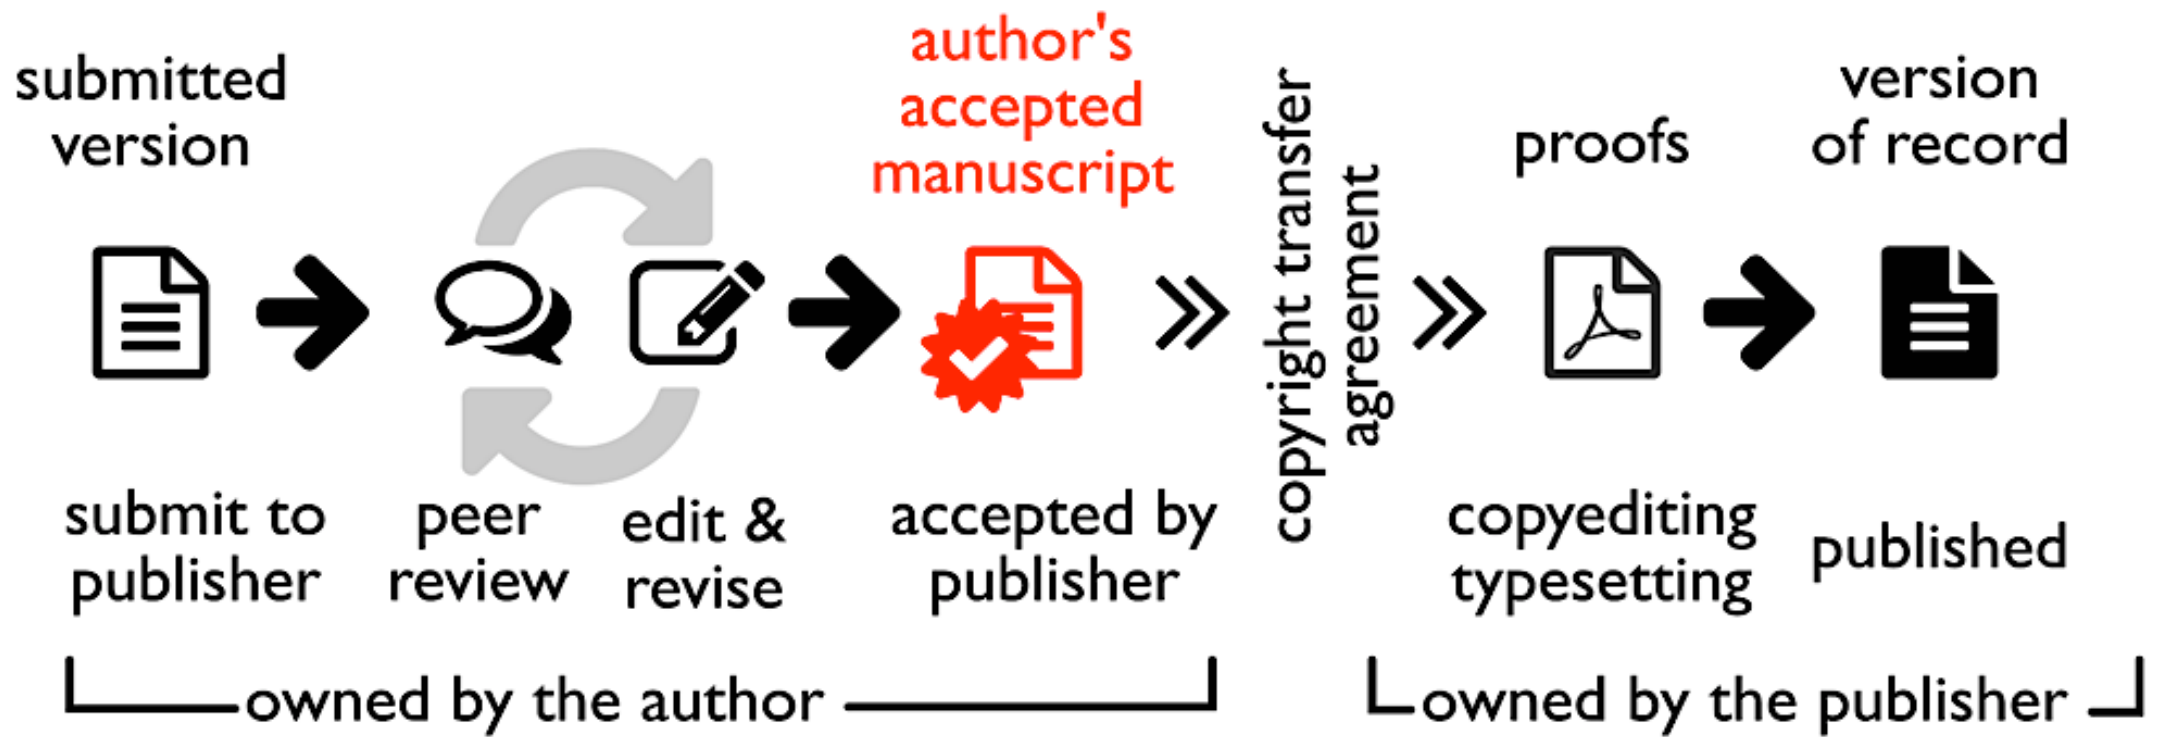 submitted
version
author's
accepted
manuscript
copyright transfer
agreement
proofs
version
of record
submit to
publisher
peer
review
edit &
revise
accepted by
publisher
copyediting
typesetting
published
owned by the author
owned by the publisher